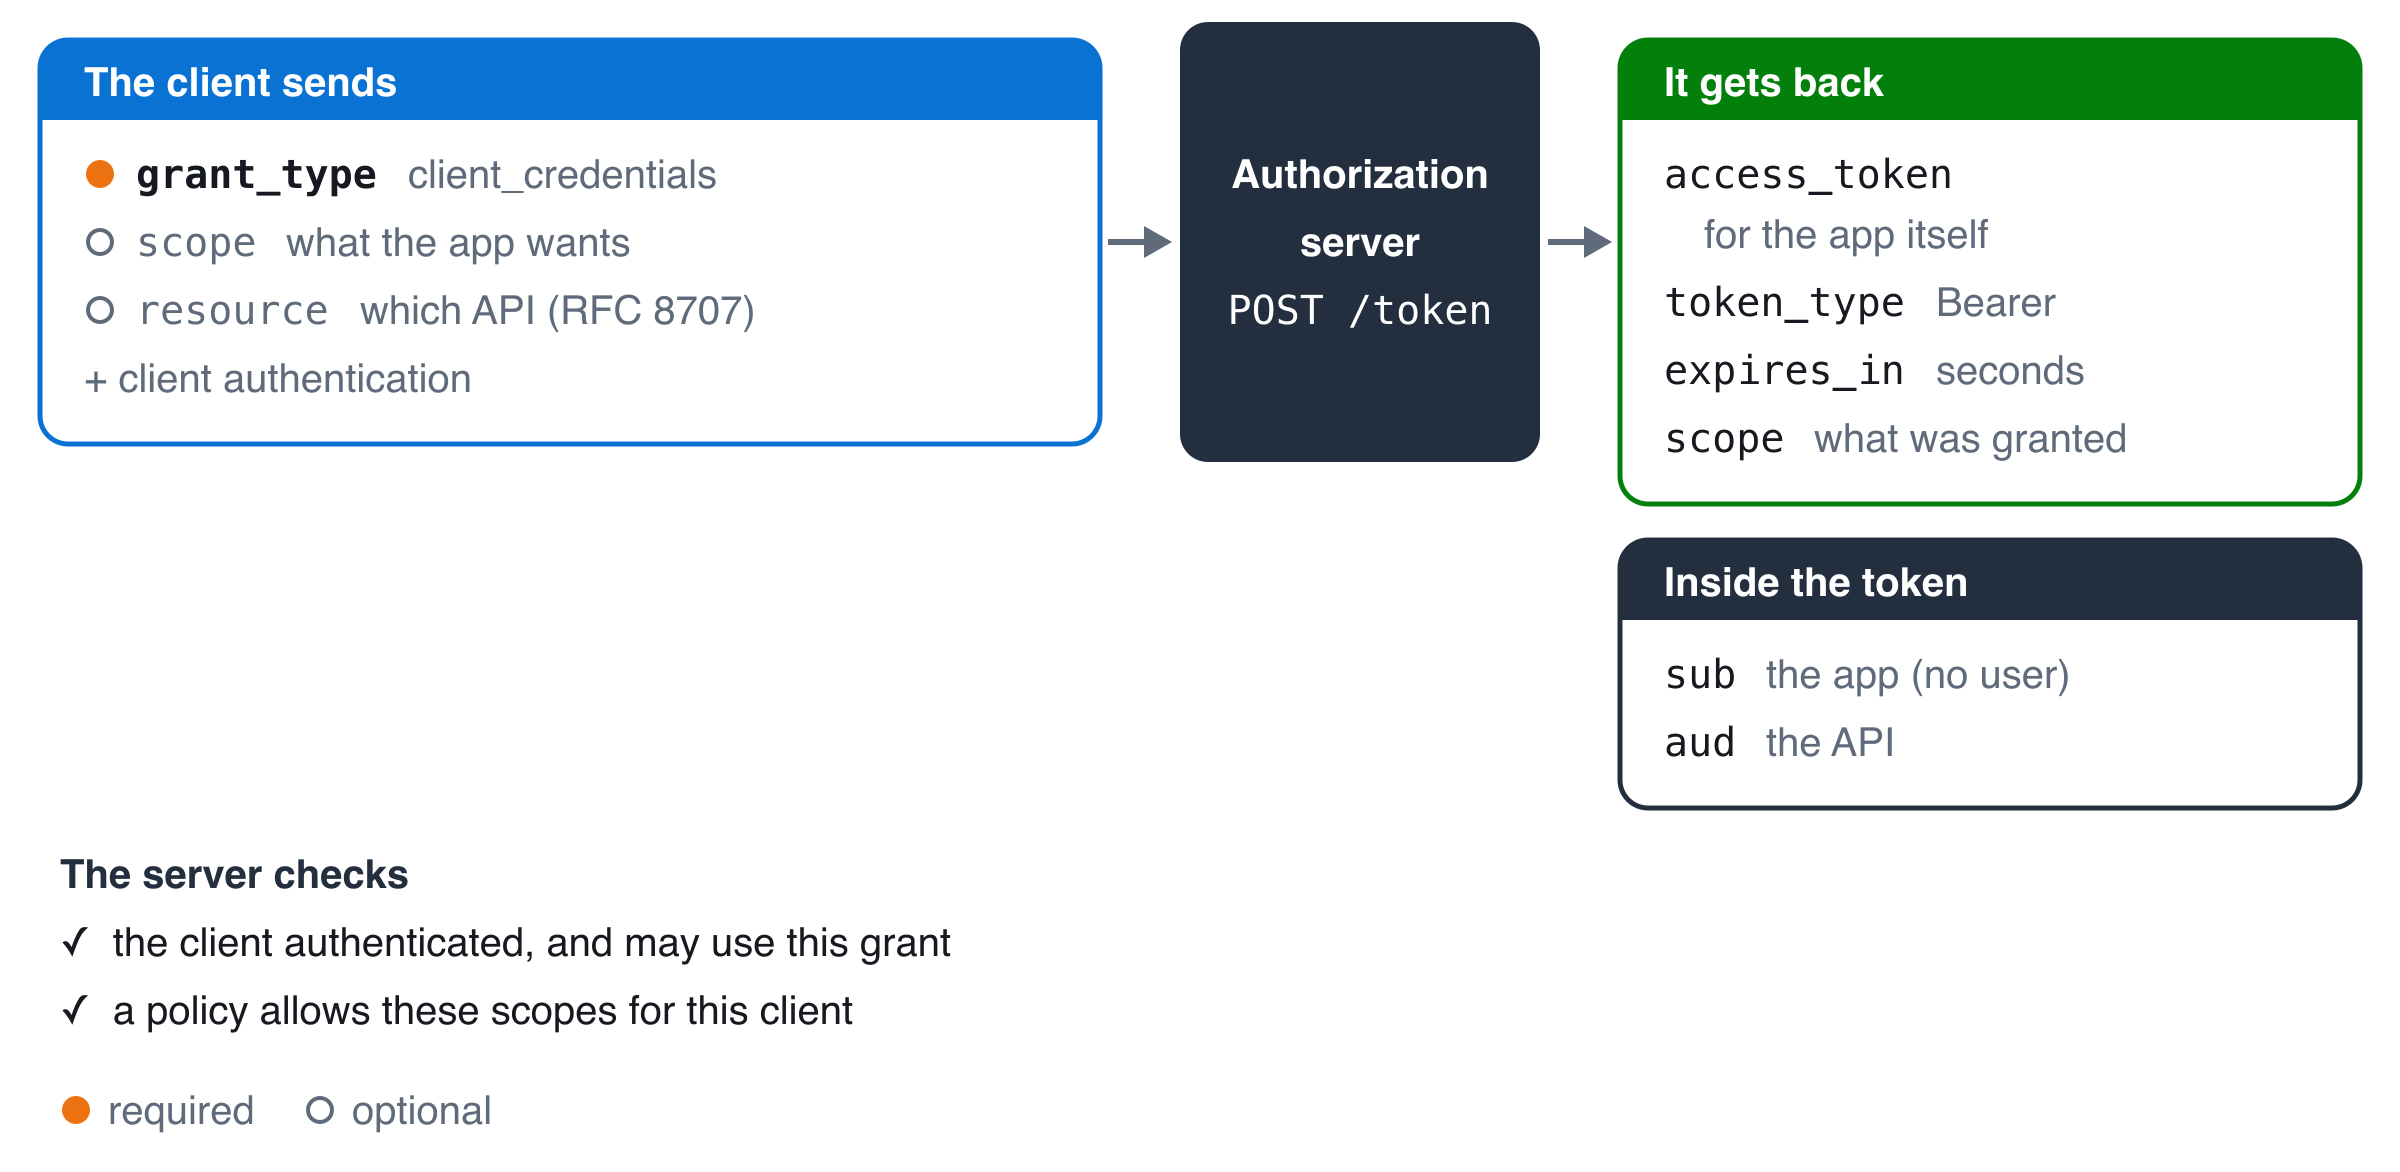 The client sends
grant_type client_credentials
scope what the app wants
resource which API (RFC 8707)
+ client authentication
Authorization
server
POST /token
It gets back
access_token
for the app itself
token_type Bearer
expires_in seconds
scope what was granted
Inside the token
sub the app (no user)
aud the API
The server checks
✓ the client authenticated, and may use this grant
✓ a policy allows these scopes for this client
required optional